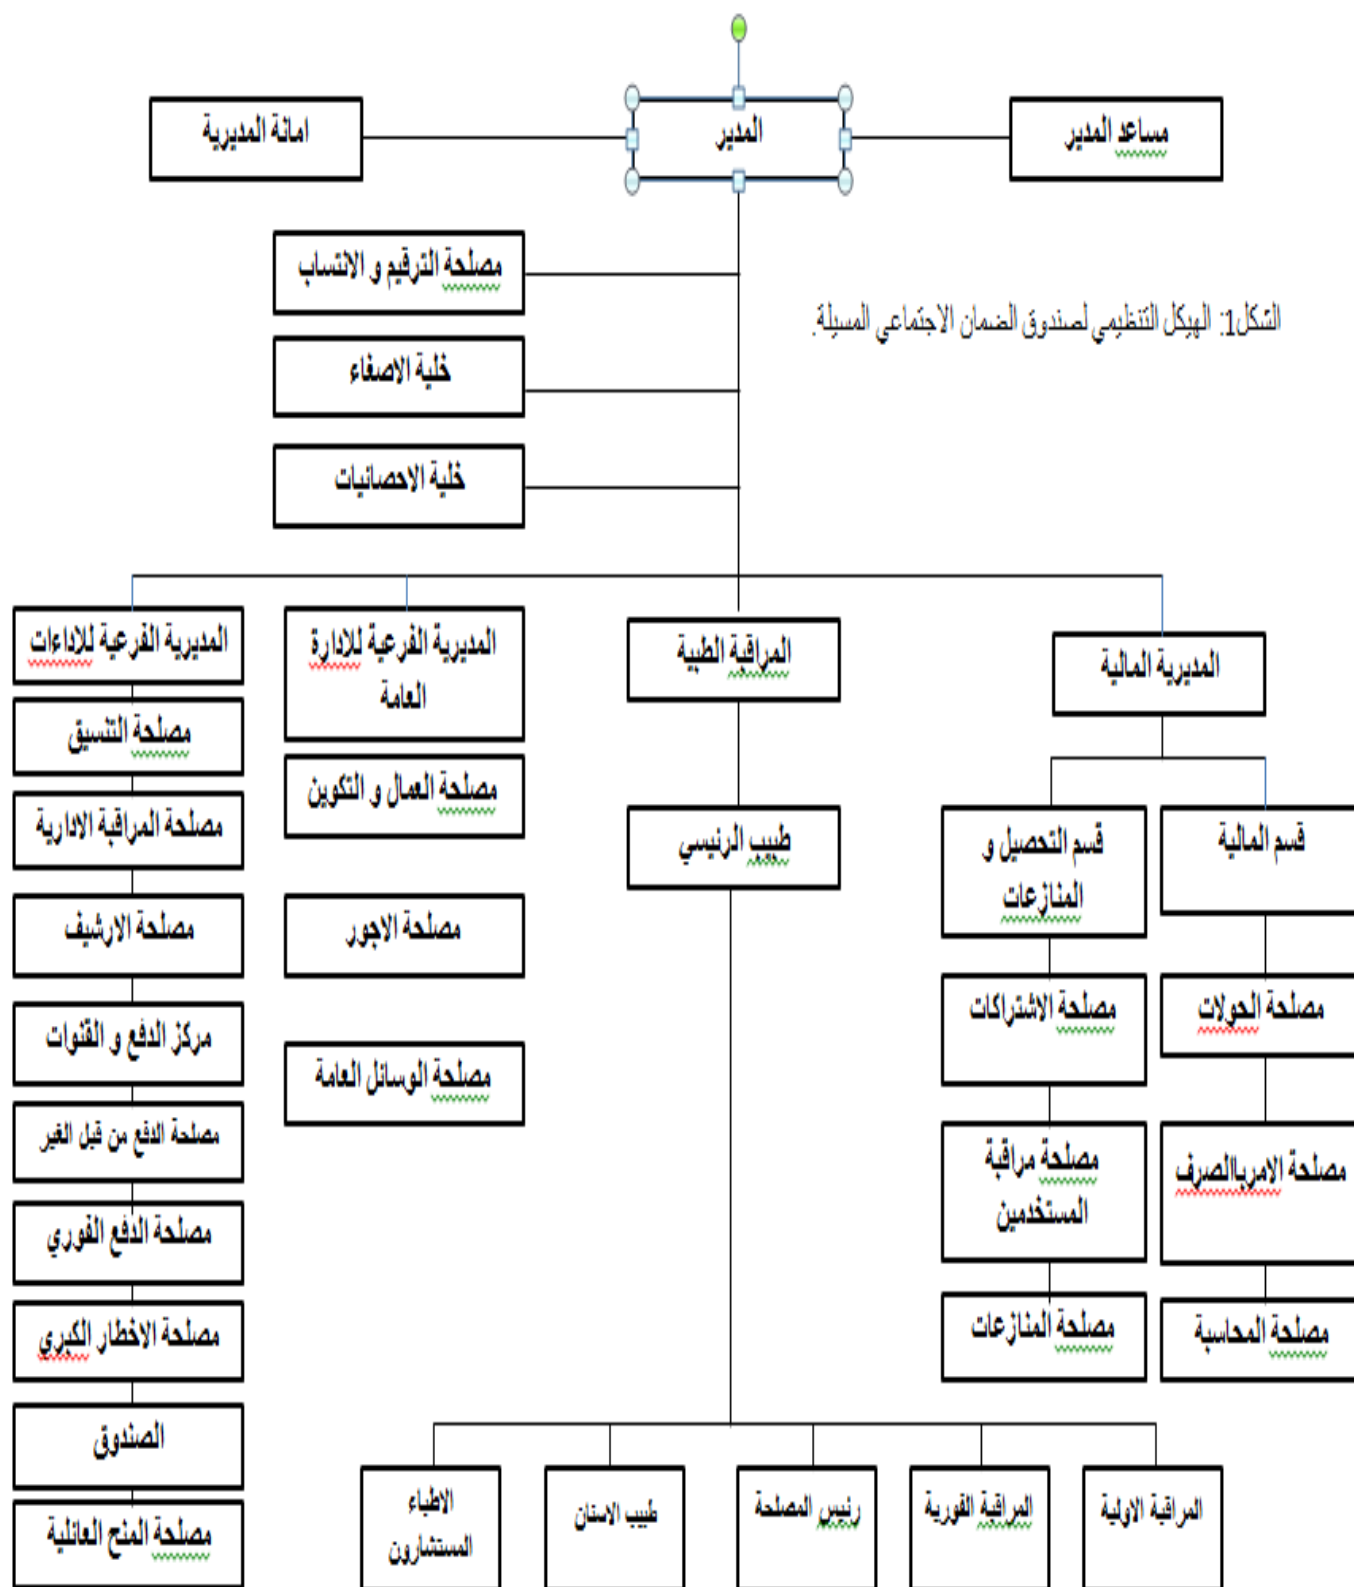 مساعد المدير
المدير
امانة المديرية
مصلحة الترقيم و الانتساب
الشكل1: الهيكل التنظيمي لصندوق الضمان الاجتماعي المسيلة.
خلية الاصغاء
خلية الاحصائيات
المديرية المالية
المراقبة الطبية
المديرية الفرعية للادارة
العامة
المديرية الفرعية للاداءات
قسم المالية
قسم التحصيل و
المنازعات
طبيب الرئيسي
مصلحة العمال و التكوين
مصلحة التنسيق
مصلحة المراقبة الادارية
مصلحة الحولات
مصلحة الاشتراكات
مصلحة الاجور
مصلحة الارشيف
مركز الدفع و القنوات
مصلحة الامرباالصرف
مصلحة مراقبة
المستخدمين
مصلحة الوسائل العامة
مصلحة الدفع من قبل الغير
مصلحة الدفع الفوري
مصلحة المحاسبة
مصلحة المنازعات
مصلحة الاخطار الكبري
الصندوق
مصلحة المنح العائلية
المراقبة الاولية
المراقبة الفورية
رئيس المصلحة
طبيب الاسنان
الاطباء
المستشارون